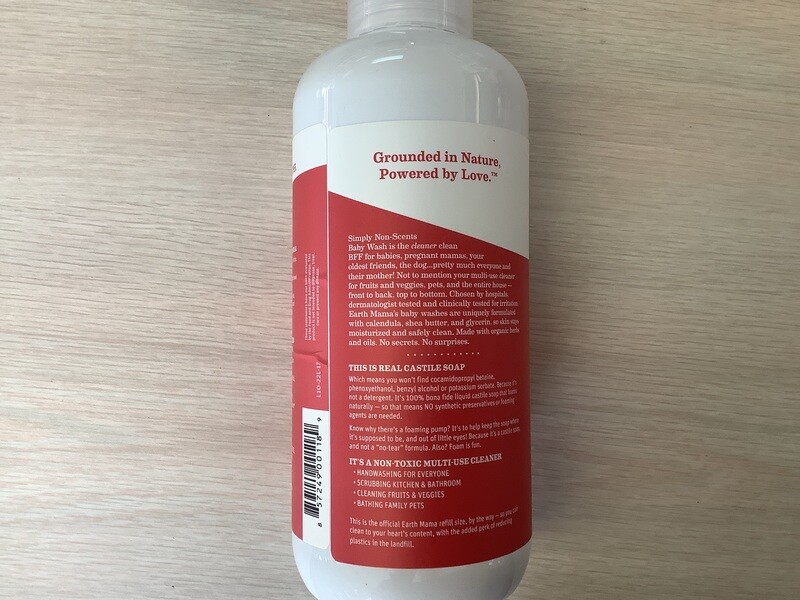 Grounded in Nature,
Powered by Love.™
Simply Non-Scents
Baby Wash is the cleaner clean
BFF for babies, pregnant mamas, your
oldest friends, the dog...pretty much everyone and
their mother! Not to mention your multi-use cleaner
for fruits and veggies, pets, and the entire house —
front to back, top to bottom. Chosen by hospitals,
dermatologist tested and clinically tested for irritation
Earth Mama's baby washes are uniquely formulated
with calendula, shea butter, and glycerin, so skin stays
moisturized and safely clean. Made with organic herbs
and oils. No secrets. No surprises.
THIS IS REAL CASTILE SOAP
Which means you won't find cocamidopropyl betaine,
phenoxyethanol, benzyl alcohol or potassium sorbate. Because it's
not a detergent. It's 100% bona fide liquid castile soap that foams
naturally — so that means NO synthetic preservatives or foaming
agents are needed.
Know why there's a foaming pump? It's to help keep the soap where
it's supposed to be, and out of little eyes! Because it's a castile soap
and not a "no-tear" formula. Also? Foam is fun.
IT'S A NON-TOXIC MULTI-USE CLEANER
• HANDWASHING FOR EVERYONE
• SCRUBBING KITCHEN & BATHROOM
• CLEANING FRUITS & VEGGIES
• BATHING FAMILY PETS
This is the official Earth Mama refill size, by the way — so you can
clean to your heart's content, with the added perk of reducing
plastics in the landfill.
8 57249 00118 9